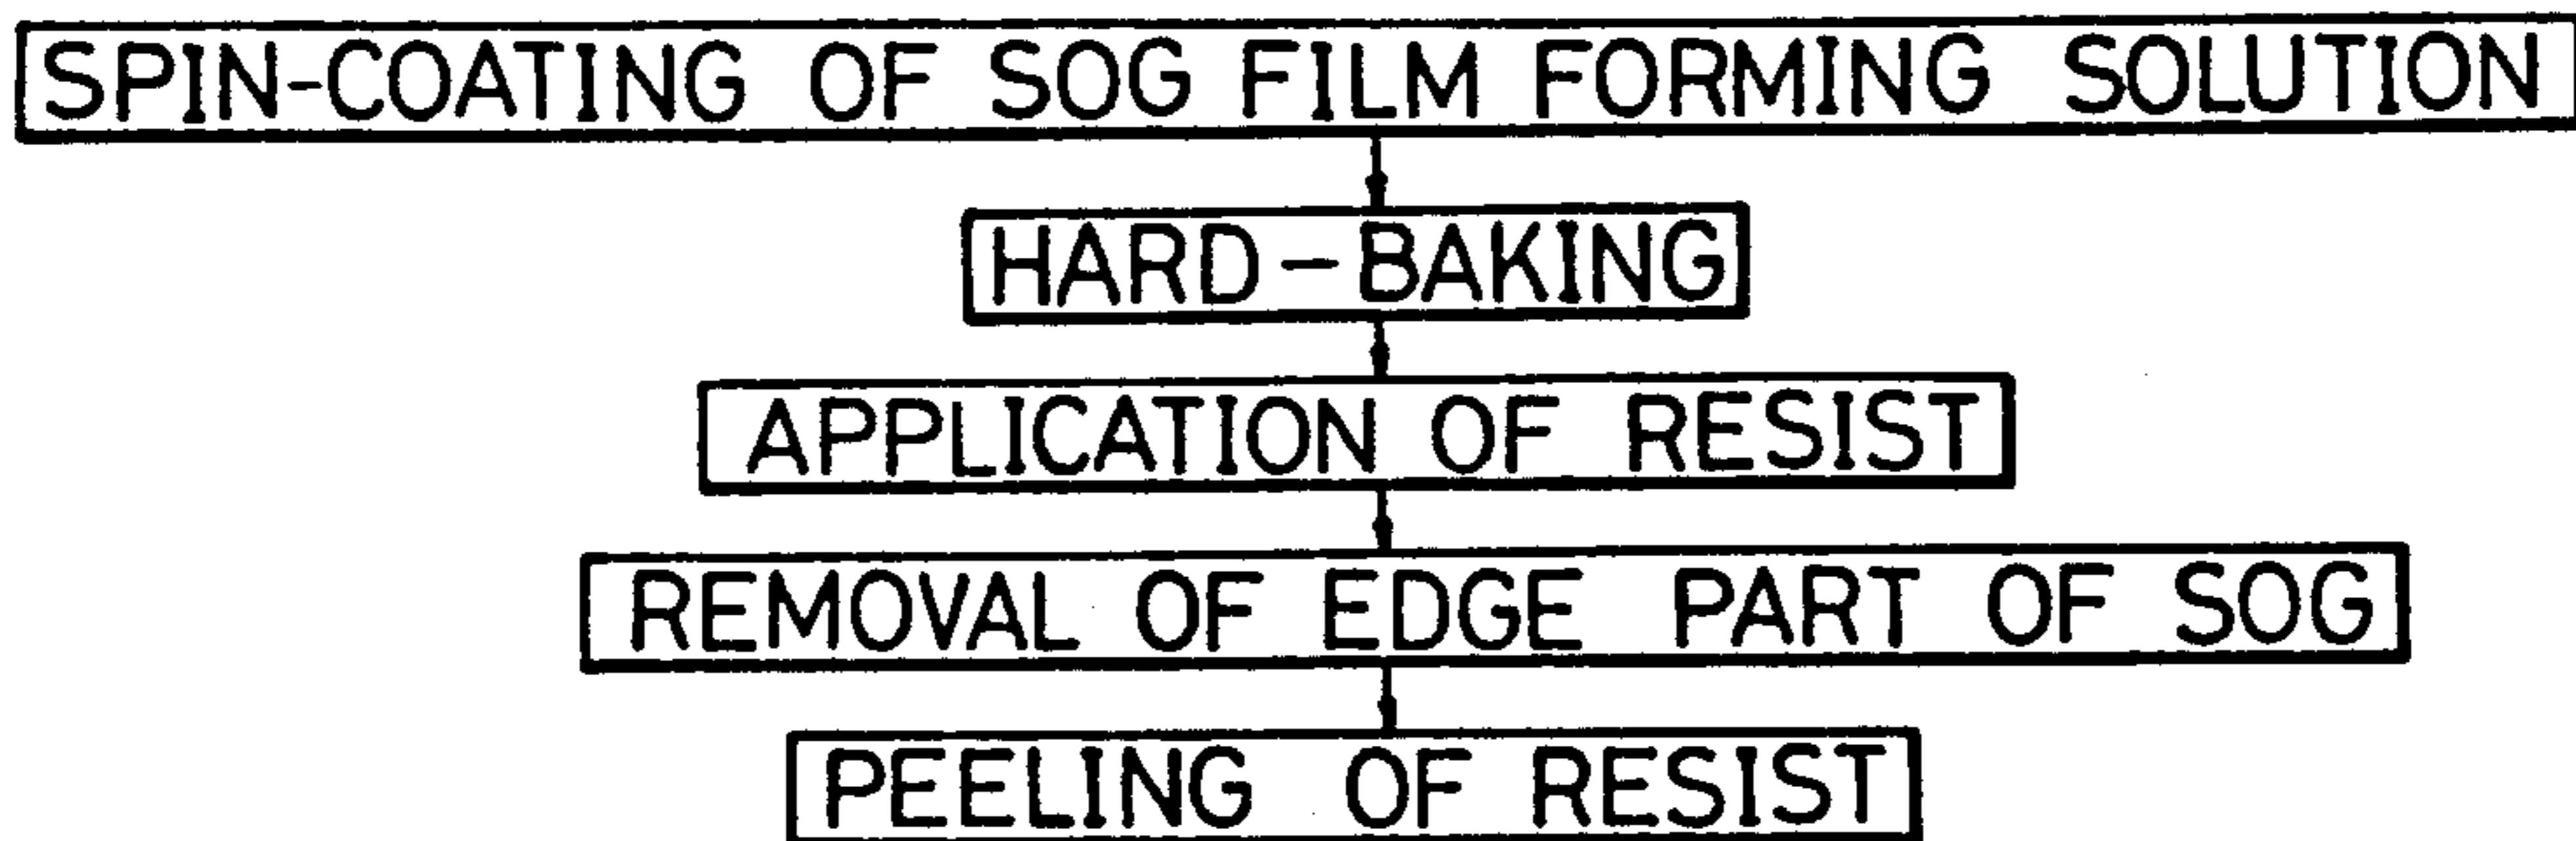 SPIN-COATING OF SOG FILM FORMING SOLUTION
HARD-BAKING
APPLICATION OF RESIST
REMOVAL OF EDGE PART OF SOG
PEELING OF RESIST